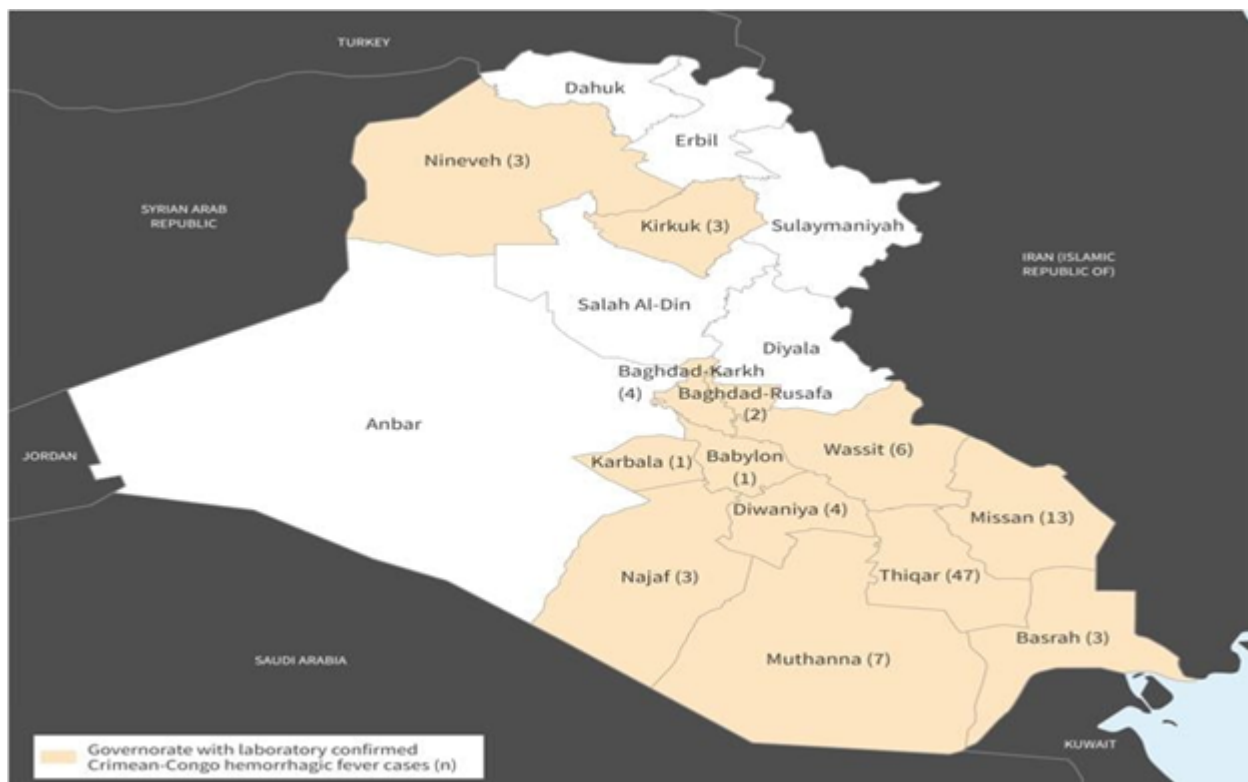 TURKEY
Dahuk
Erbil
Nineveh (3)
SYRIAN ARAB
REPUBLIC
Kirkuk (3)
Sulaymaniyah
IRAN (ISLAMIC
REPUBLIC OF)
Salah Al-Din
Diyala
Baghdad-Karkh
(4)
Baghdad-Rusafa
(2)
Anbar
JORDAN
Karbala (1)
Babylon
(1)
Wassit (6)
Diwaniya (4)
Missan (13)
Najaf (3)
Thiqar (47)
Basrah (3)
Muthanna (7)
SAUDI ARABIA
KUWAIT
Governorate with laboratory confirmed
Crimean-Congo hemorrhagic fever cases (n)